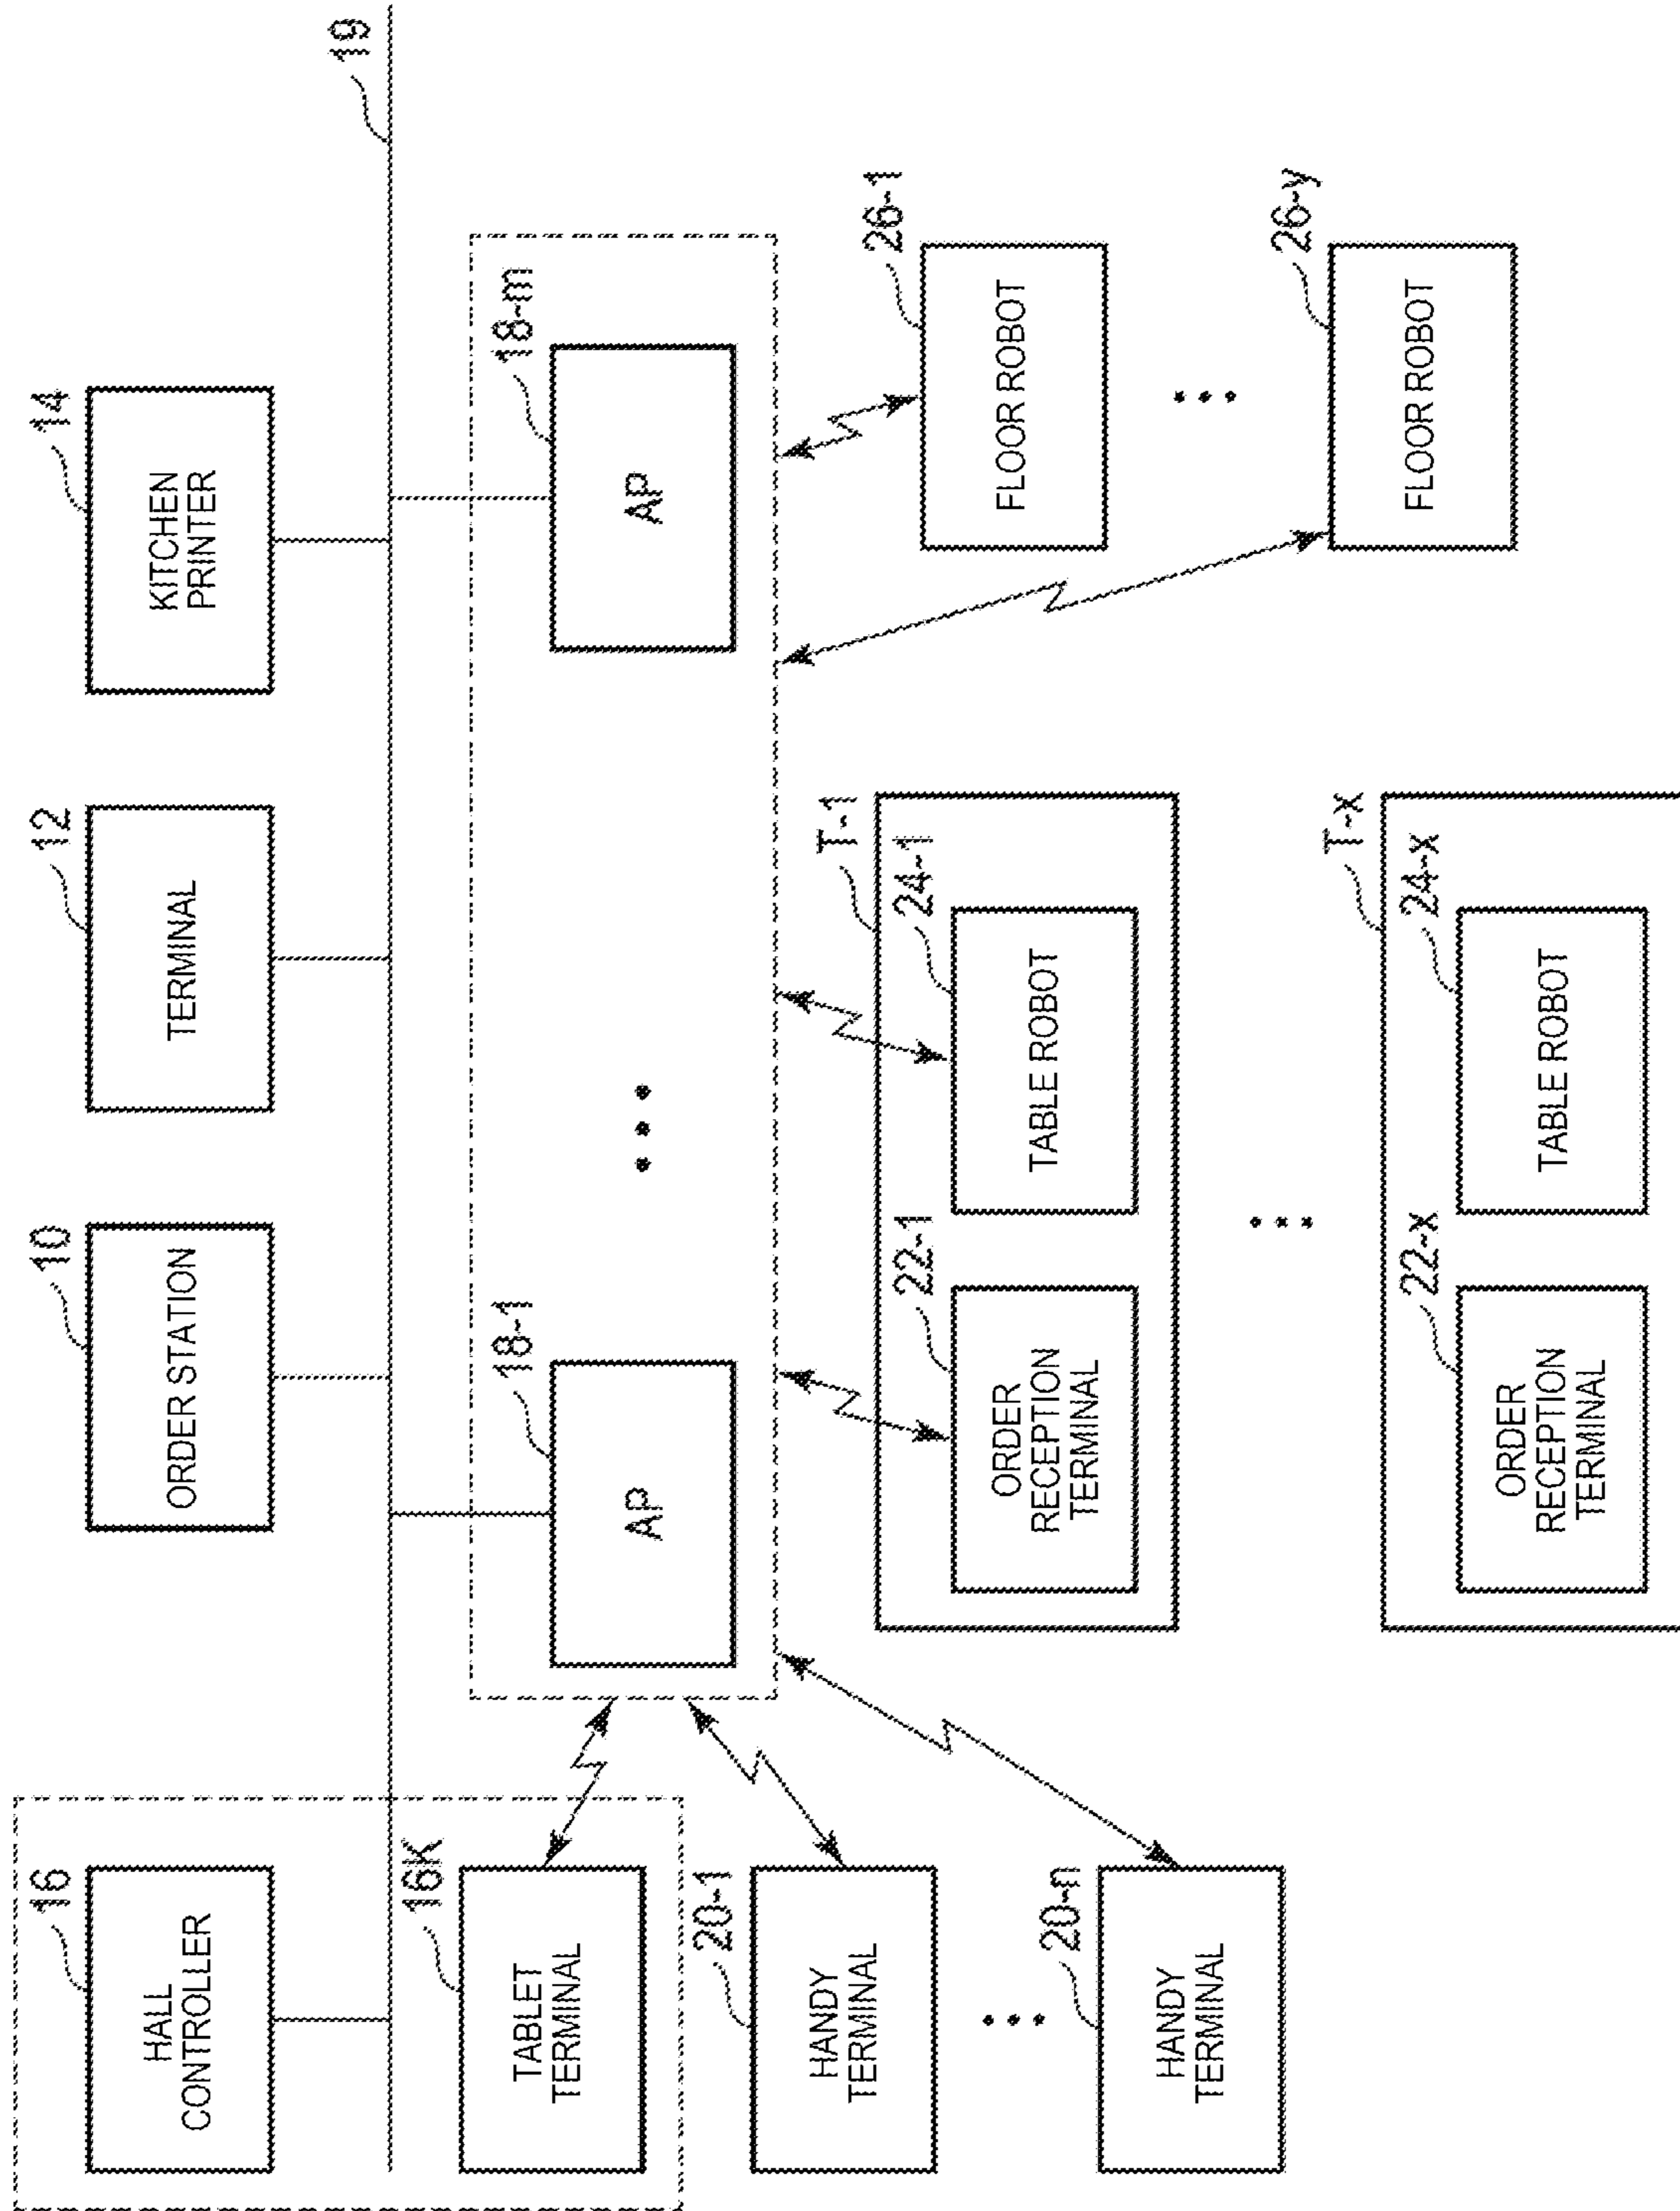 16
HALL
CONTROLLER
10
ORDER STATION
12
TERMINAL
14
KITCHEN
PRINTER
19
16K
TABLET
TERMINAL
18-1
AP
18-m
AP
20-1
HANDY
TERMINAL
20-n
HANDY
TERMINAL
T-1
22-1
ORDER
RECEPTION
TERMINAL
24-1
TABLE ROBOT
26-1
FLOOR ROBOT
T-x
22-x
ORDER
RECEPTION
TERMINAL
24-x
TABLE ROBOT
26-y
FLOOR ROBOT